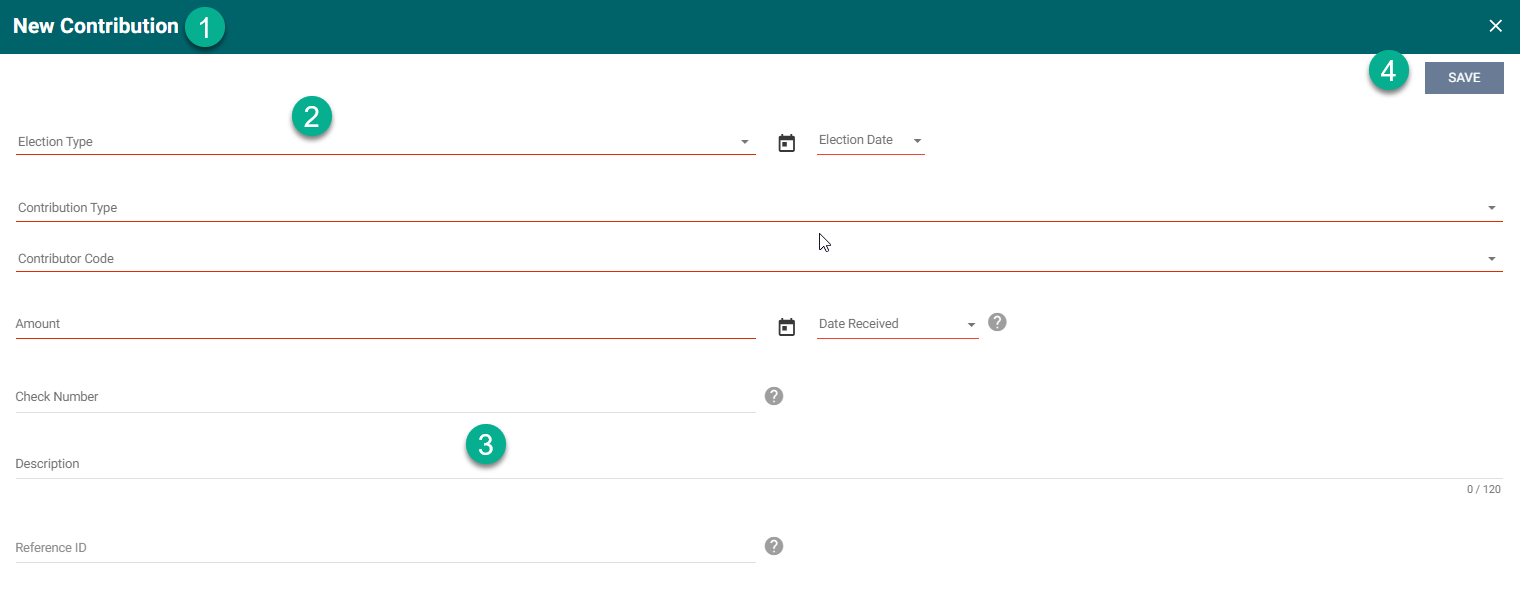 New Contribution 1
4 SAVE
2
Election Type Election Date
Contribution Type
Contributor Code
Amount Date Received ?
Check Number ?
3
Description
0 / 120
Reference ID ?